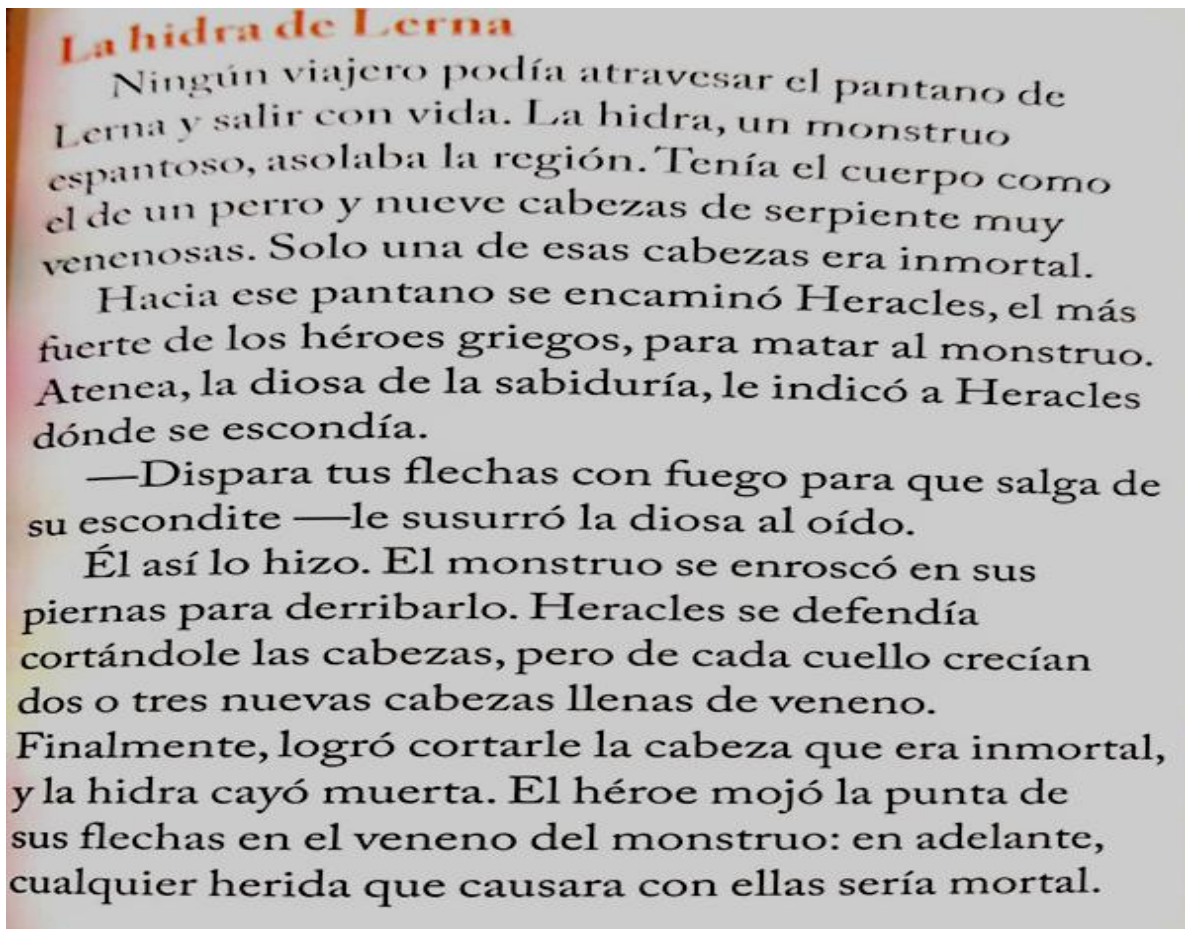 La hidra de Lerna
Ningún viajero podía atravesar el pantano de
Lerna y salir con vida. La hidra, un monstruo
espantoso, asolaba la región. Tenía el cuerpo como
el de un perro y nueve cabezas de serpiente muy
venenosas. Solo una de esas cabezas era inmortal.
Hacia ese pantano se encaminó Heracles, el más
fuerte de los héroes griegos, para matar al monstruo.
Atenea, la diosa de la sabiduría, le indicó a Heracles
dónde se escondía.
—Dispara tus flechas con fuego para que salga de
su escondite —le susurró la diosa al oído.
Él así lo hizo. El monstruo se enroscó en sus
piernas para derribarlo. Heracles se defendía
cortándole las cabezas, pero de cada cuello crecían
dos o tres nuevas cabezas llenas de veneno.
Finalmente, logró cortarle la cabeza que era inmortal,
y la hidra cayó muerta. El héroe mojó la punta de
sus flechas en el veneno del monstruo: en adelante,
cualquier herida que causara con ellas sería mortal.